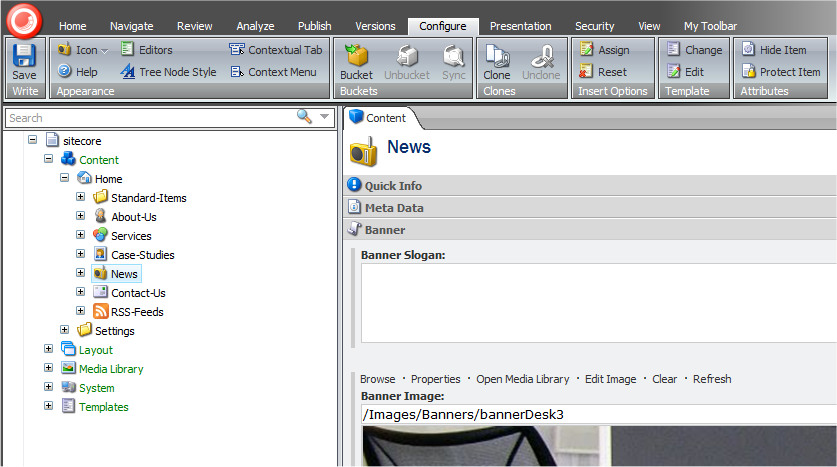 Home Navigate Review Analyze Publish Versions Configure Presentation Security View My Toolbar
Save Icon Editors Contextual Tab Bucket Unbucket Sync Clone Unclone Assign Change Hide Item
Help Tree Node Style Context Menu Reset Edit Protect Item
Write Appearance Buckets Clones Insert Options Template Attributes
Search
Content
sitecore
Content
Home
Standard-Items
About-Us
Services
Case-Studies
News
Contact-Us
RSS-Feeds
Settings
Layout
Media Library
System
Templates
News
Quick Info
Meta Data
Banner
Banner Slogan:
Browse · Properties · Open Media Library · Edit Image · Clear · Refresh
Banner Image:
/Images/Banners/bannerDesk3